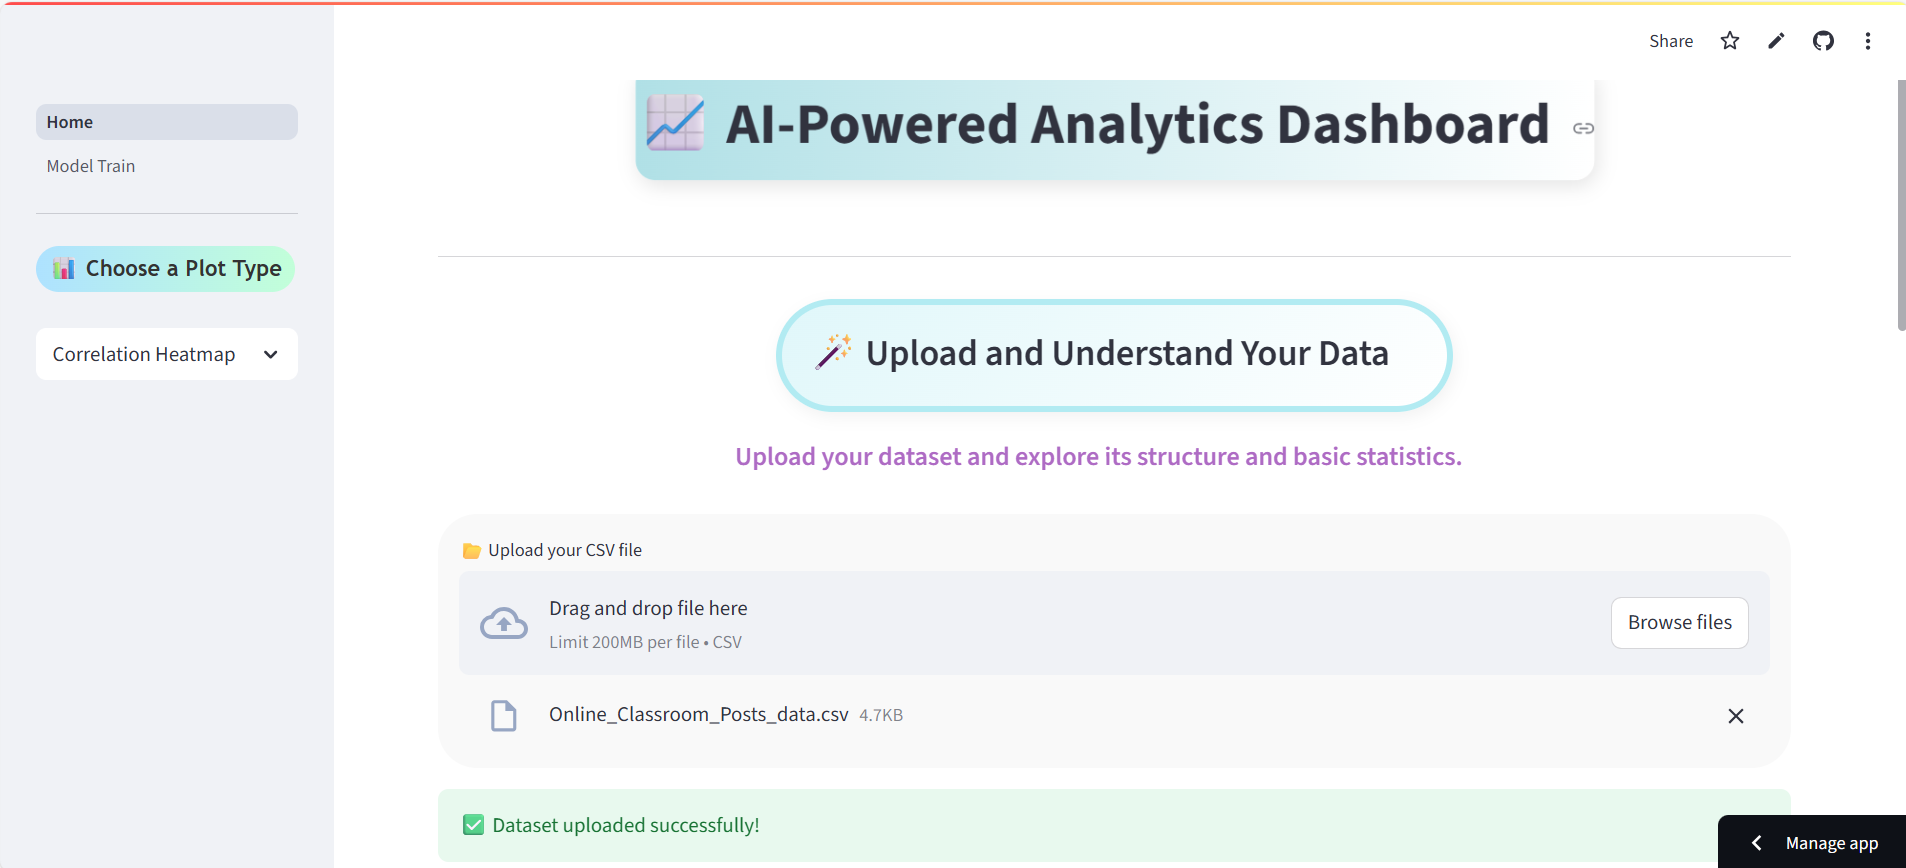 Share
Home
Model Train
Choose a Plot Type
Correlation Heatmap
AI-Powered Analytics Dashboard
Upload and Understand Your Data
Upload your dataset and explore its structure and basic statistics.
Upload your CSV file
Drag and drop file here
Limit 200MB per file • CSV
Browse files
Online_Classroom_Posts_data.csv 4.7KB
Dataset uploaded successfully!
Manage app